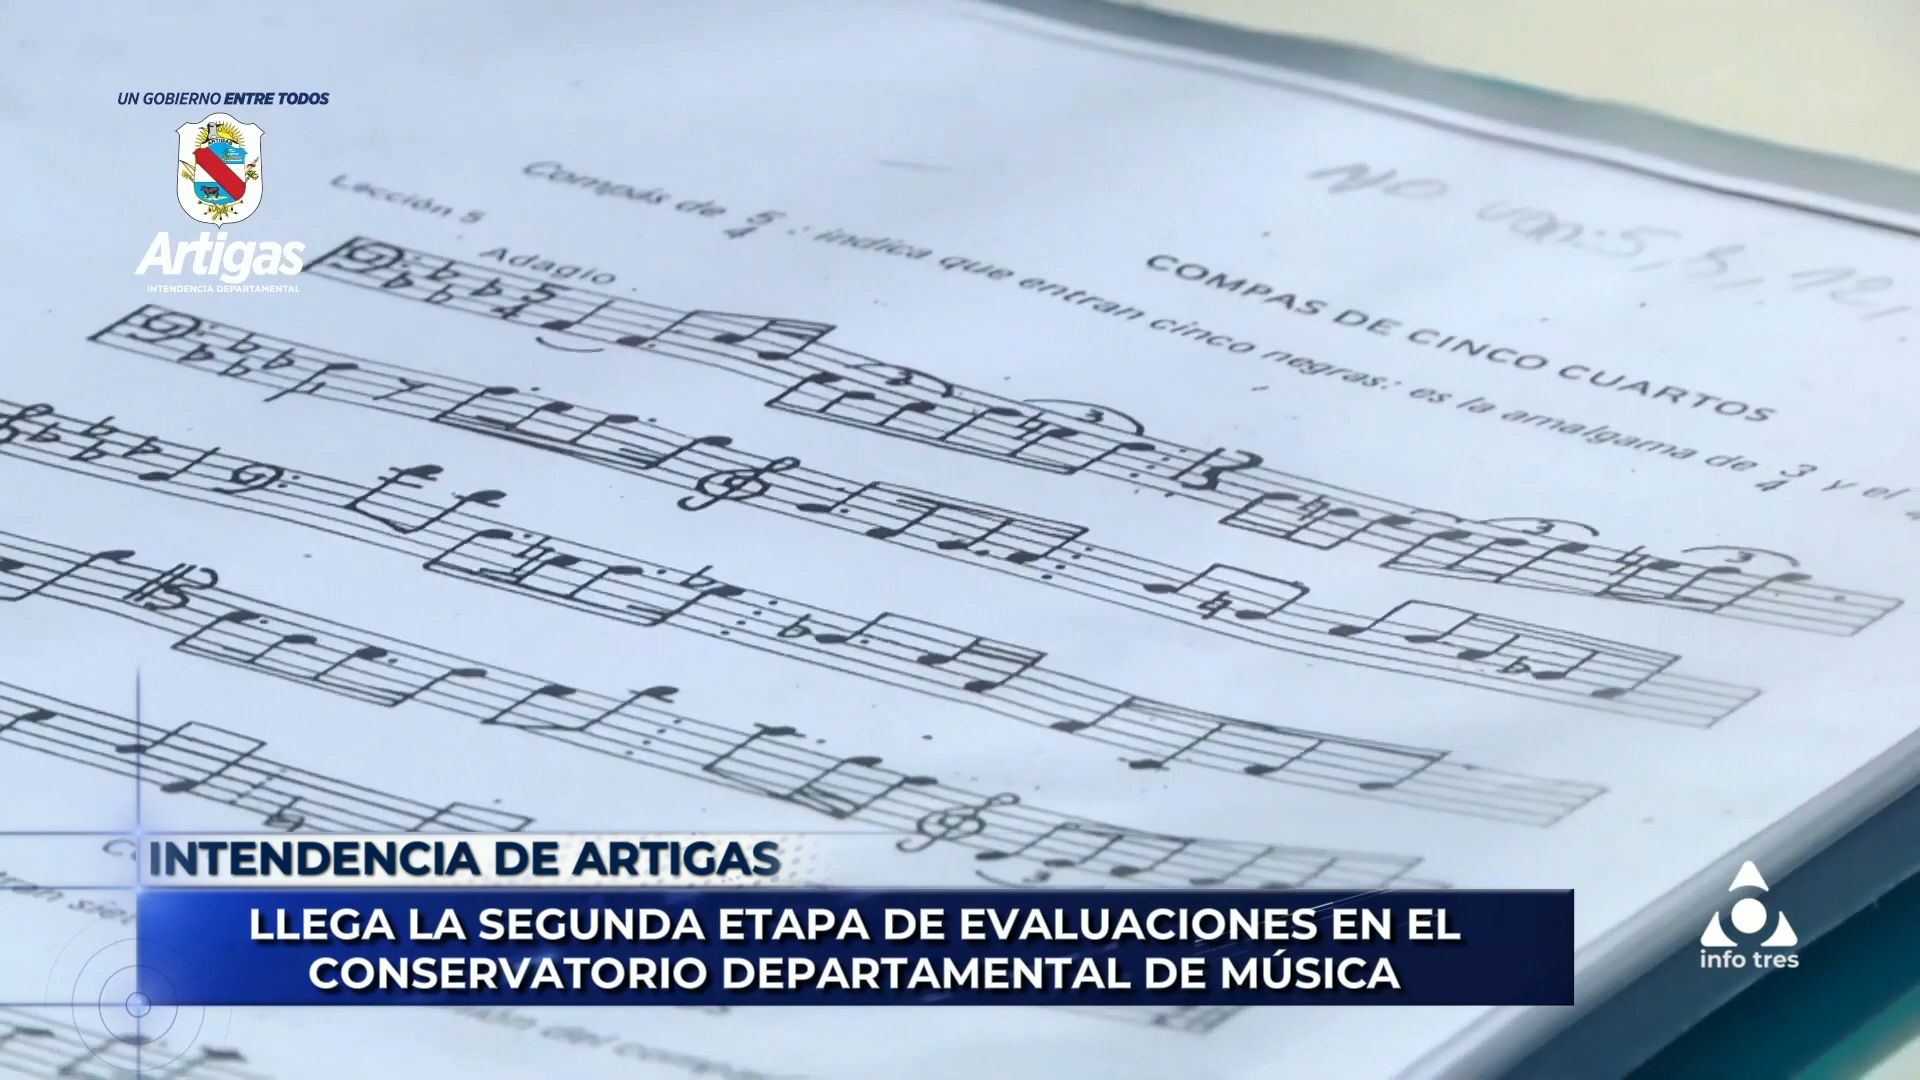 UN GOBIERNO ENTRE TODOS
ARTIGAS
Artigas
INTENDENCIA DEPARTAMENTAL
COMPAS DE CINCO CUARTOS
Compás de 5/4 : indica que entran cinco negras: es la amalgama de 3/4 y el
Lección 5
Adagio
INTENDENCIA DE ARTIGAS
LLEGA LA SEGUNDA ETAPA DE EVALUACIONES EN EL
CONSERVATORIO DEPARTAMENTAL DE MÚSICA
info tres